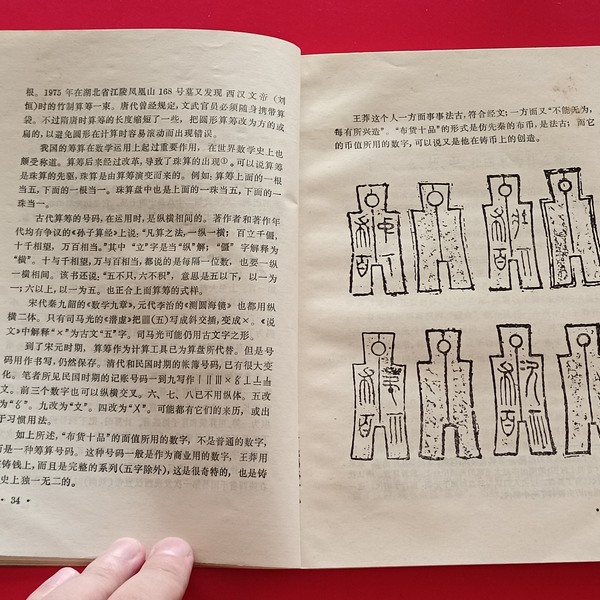 根。1975年在湖北省江陵凤凰山168号墓又发现西汉文帝（刘
恒）时的竹制算筹一束。唐代曾经规定，文武官员必须随身携带算
袋。不过隋唐时算筹的长度缩短了一些，把圆形算筹改为方的或
扁的，以避免圆形在计算时容易滚动而出现错误。
我国的筹算在数学运用上起过重要作用，在世界数学史上也
颇受称道。算筹后来经过改革，导致了珠算的出现①。可以说算筹
是珠算的先驱，珠算是由算筹演变而来的。例如：算筹上面的一根
当五，下面的一根当一。珠算盘中也是上面的一珠当五，下面的一
珠当一。
古代算筹的号码，在运用时，是纵横相间的。著作者和著作年
代均有争议的《孙子算经》上说：“凡算之法，一纵一横；百立千僵，
十千相望，万百相当。”其中“立”字是当“纵”解；“僵”字解释为
“横”。十与千相望，万与百相当，都说的是每隔一位数，也要一纵
一横相间。该书还说：“五不只，六不积”，意思是五以下，以一为
一；六以上，以一为五。也正合上面算筹的式样。
宋代秦九韶的《数学九章》，元代李冶的《测圆海镜》也都用纵
横二体。只有司马光的《潜虚》把（五）写成斜交插，变成×。《说
文》中解释“×”为古文“五”字。司马光可能仍用古文字之形。
到了宋元时期，算筹作为计算工具已为算盘所代替。但是号
码用作书写，仍然保存。清代和民国时期的帐簿号码，已有很大变
化。笔者所见民国时期的记账号码一到九写作
文。前三个数字也可以纵横交叉。六、七、八已不用纵体。五改
为“〥”。九改为“文”。四改为“乂”。可能都有它们的来历，或出
于习惯用法。
如上所述，“布货十品”的面值所用的数字，不是普通的数字，
而是一种筹算号码。这种号码一般是作为商业用的数字，王莽用
铸钱上，而且是完整的系列（五字除外），这是很奇特的，也是铸
史上独一无二的。
· 34 ·
王莽这个人一方面事事法古，符合经文；一方面又“不能无为，
每有所兴造”。“布货十品”的形式是仿先秦的布币，是法古；而它
的币值所用的数字，可以说又是他在铸币上的创造。